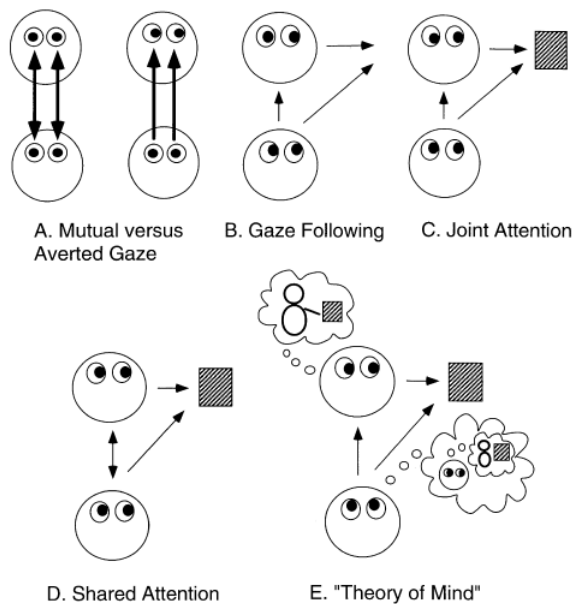 A. Mutual versus
Averted Gaze
B. Gaze Following
C. Joint Attention
D. Shared Attention
E. "Theory of Mind"